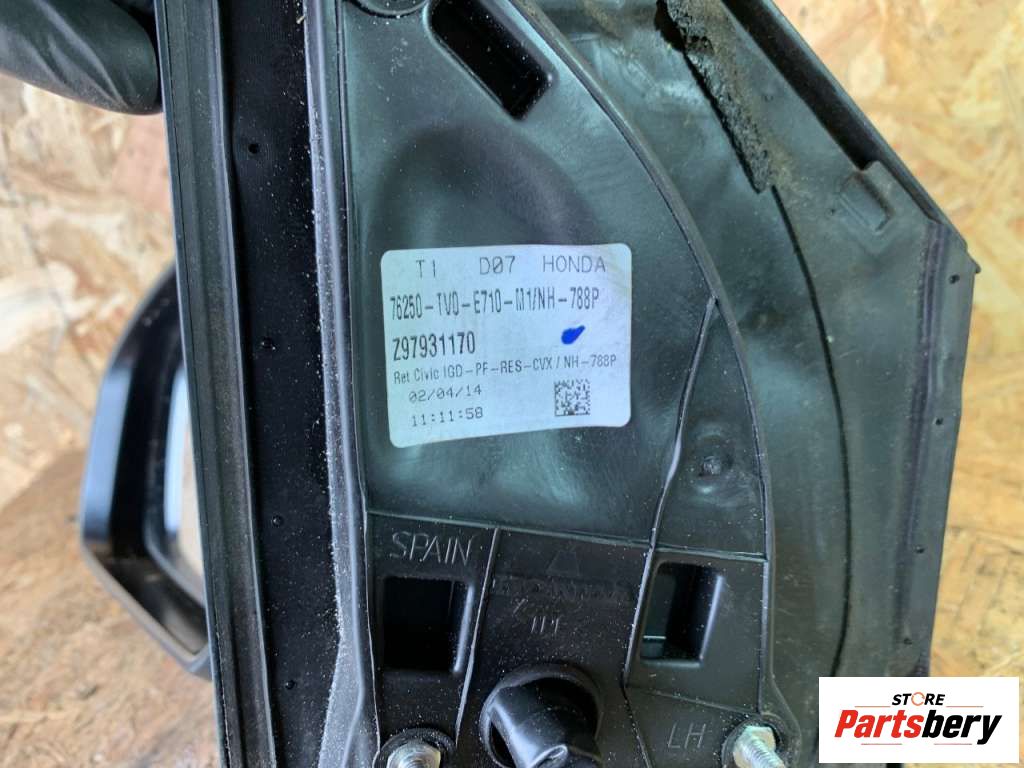 TI D07 HONDA
76250-TV0-E710-M1/NH-788P
Z97931170
Ret Civic IGD-PF-RES-CVX / NH-788P
02/04/14
11:11:58
SPAIN
LH
STORE
Partsbery